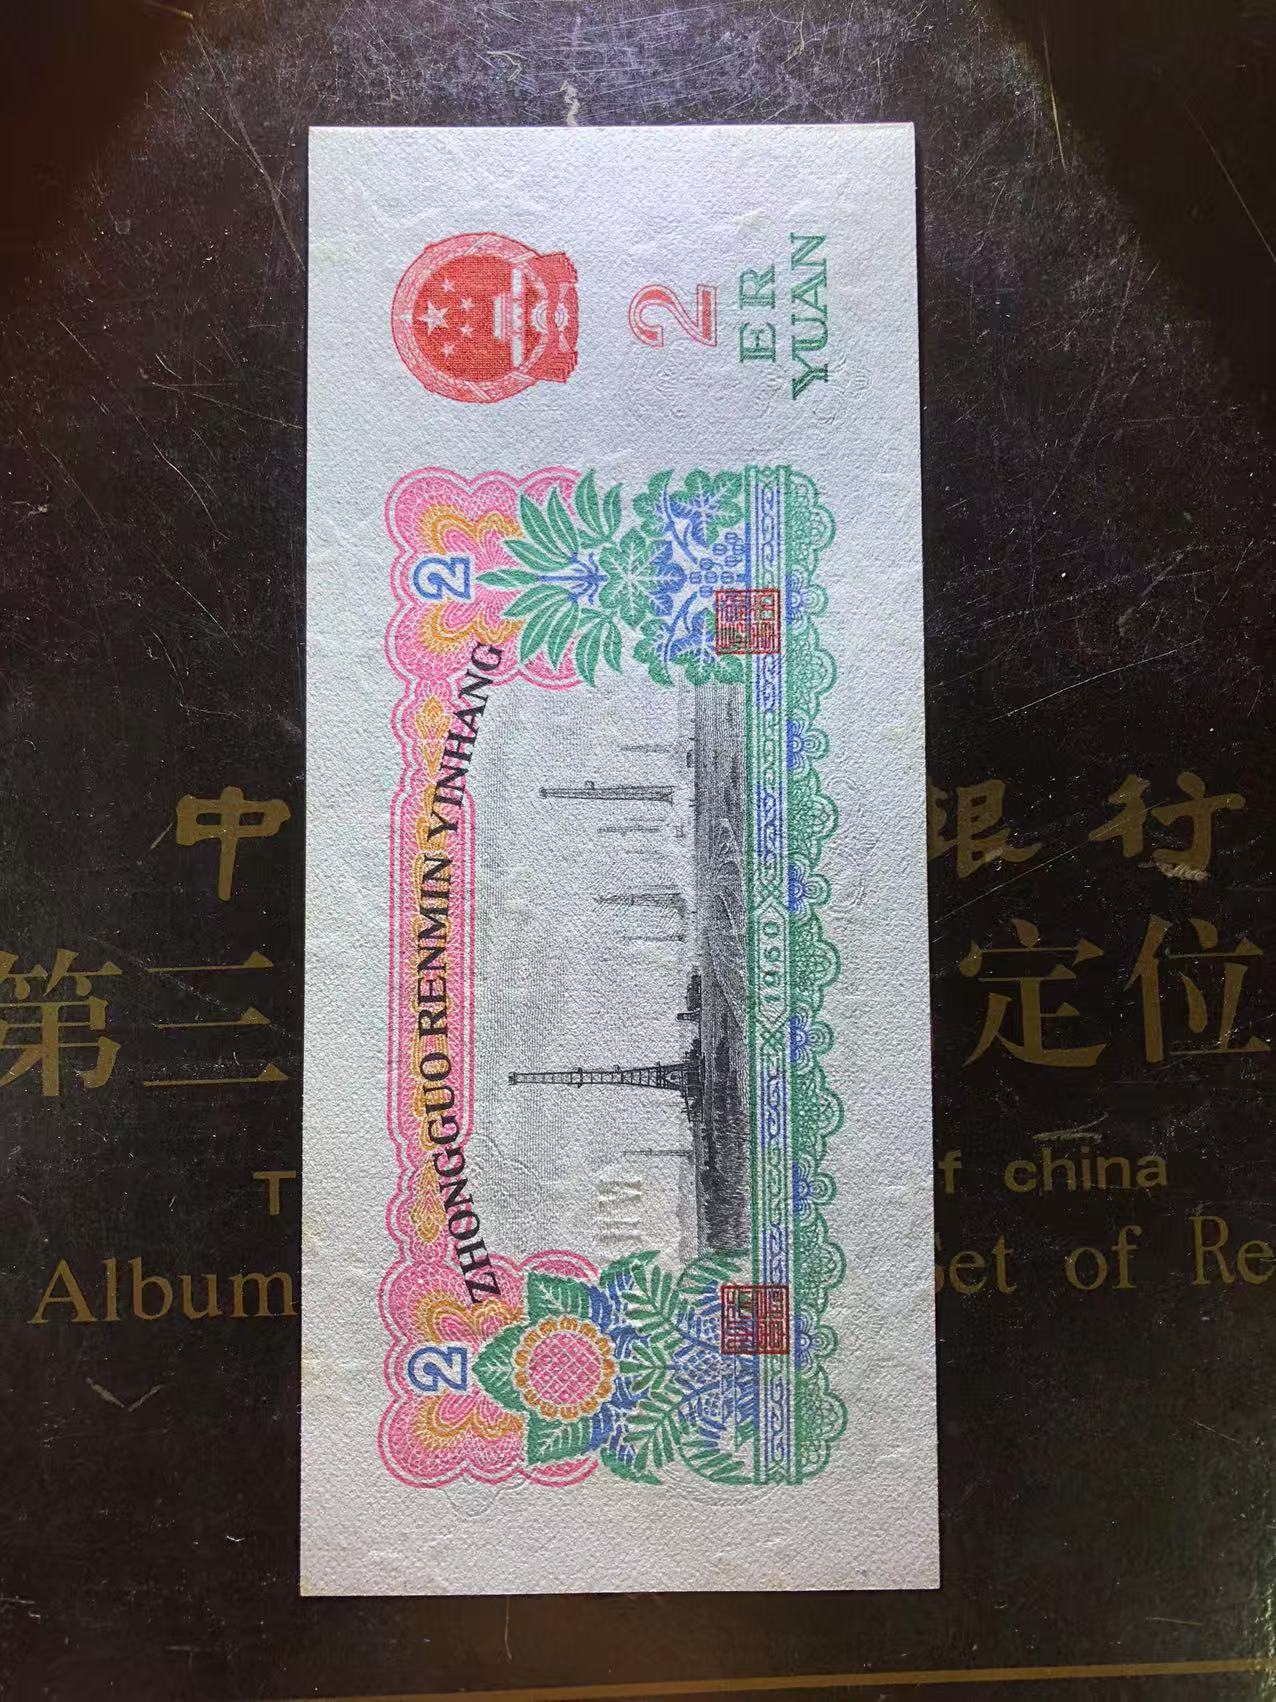 ZHONGGUO RENMIN YINHANG
2
2
2
ER
YUAN
1960
中
银行
第三
定位
T
f china
Album
Set of Re